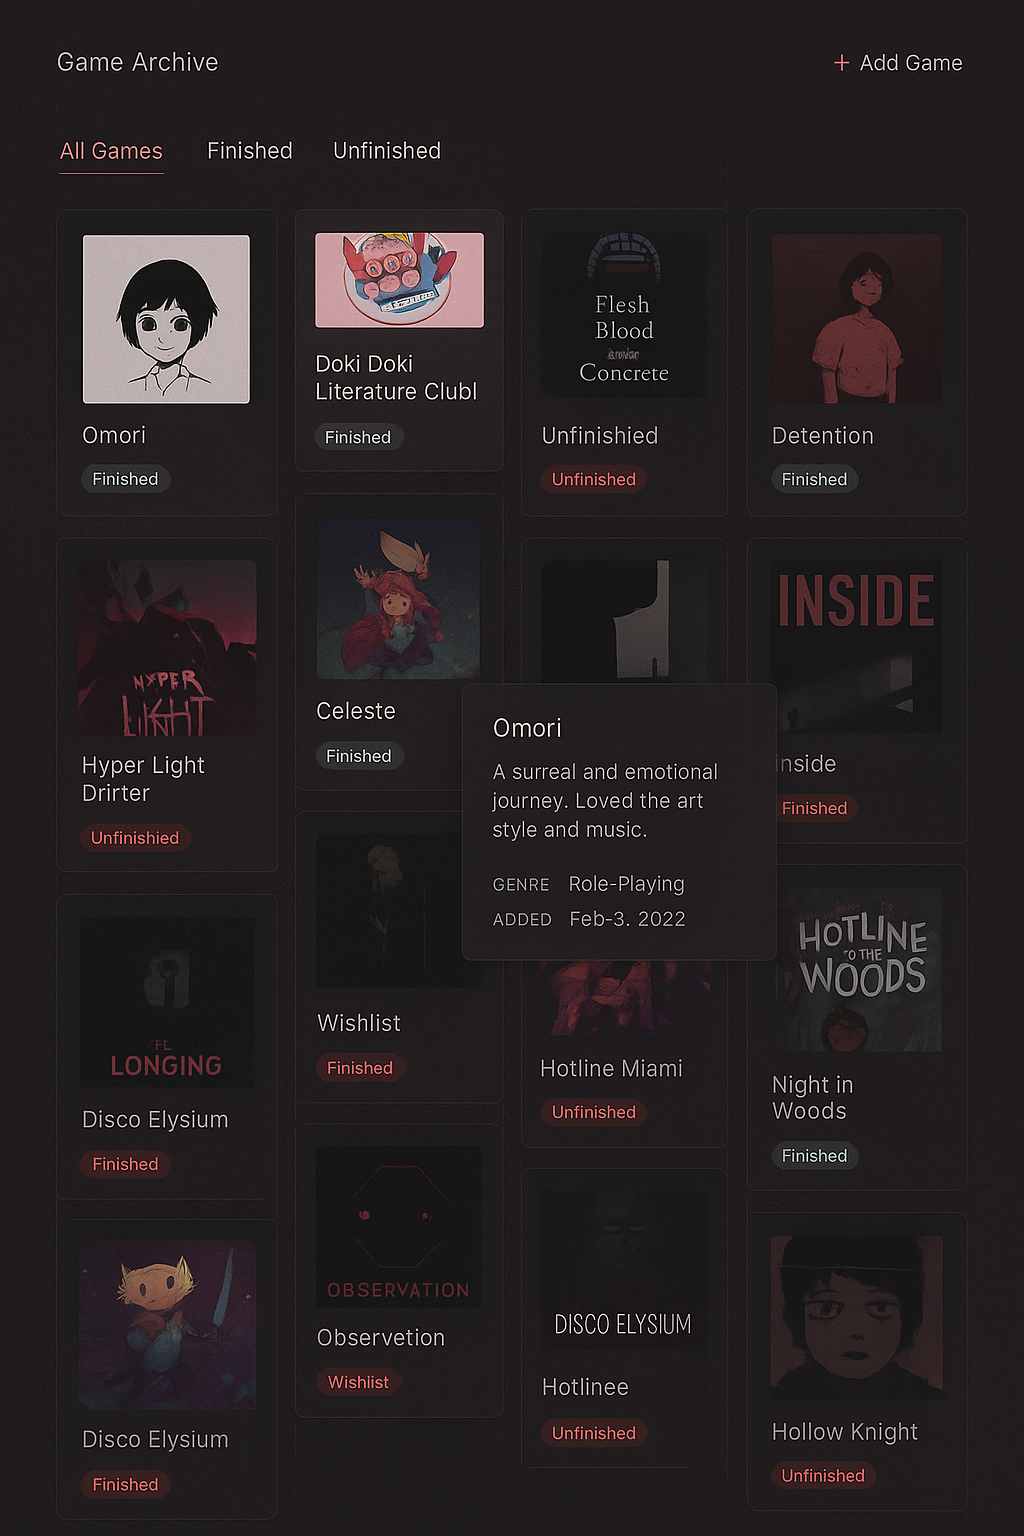 Game Archive
+ Add Game
All Games
Finished
Unfinished
Omori
Finished
Doki Doki
Literature Clubl
Finished
Flesh
Blood
Concrete
Unfinishied
Unfinished
Detention
Finished
HYPER
LIGHT
Hyper Light
Drirter
Unfinishied
Celeste
Finished
INSIDE
inside
Finished
Omori
A surreal and emotional
journey. Loved the art
style and music.
GENRE Role-Playing
ADDED Feb-3. 2022
FL
LONGING
Disco Elysium
Finished
Wishlist
Finished
Hotline Miami
Unfinished
HOTLINE
O THE
WOODS
Night in
Woods
Finished
Disco Elysium
Finished
OBSERVATION
Observetion
Wishlist
DISCO ELYSIUM
Hotlinee
Unfinished
Hollow Knight
Unfinished